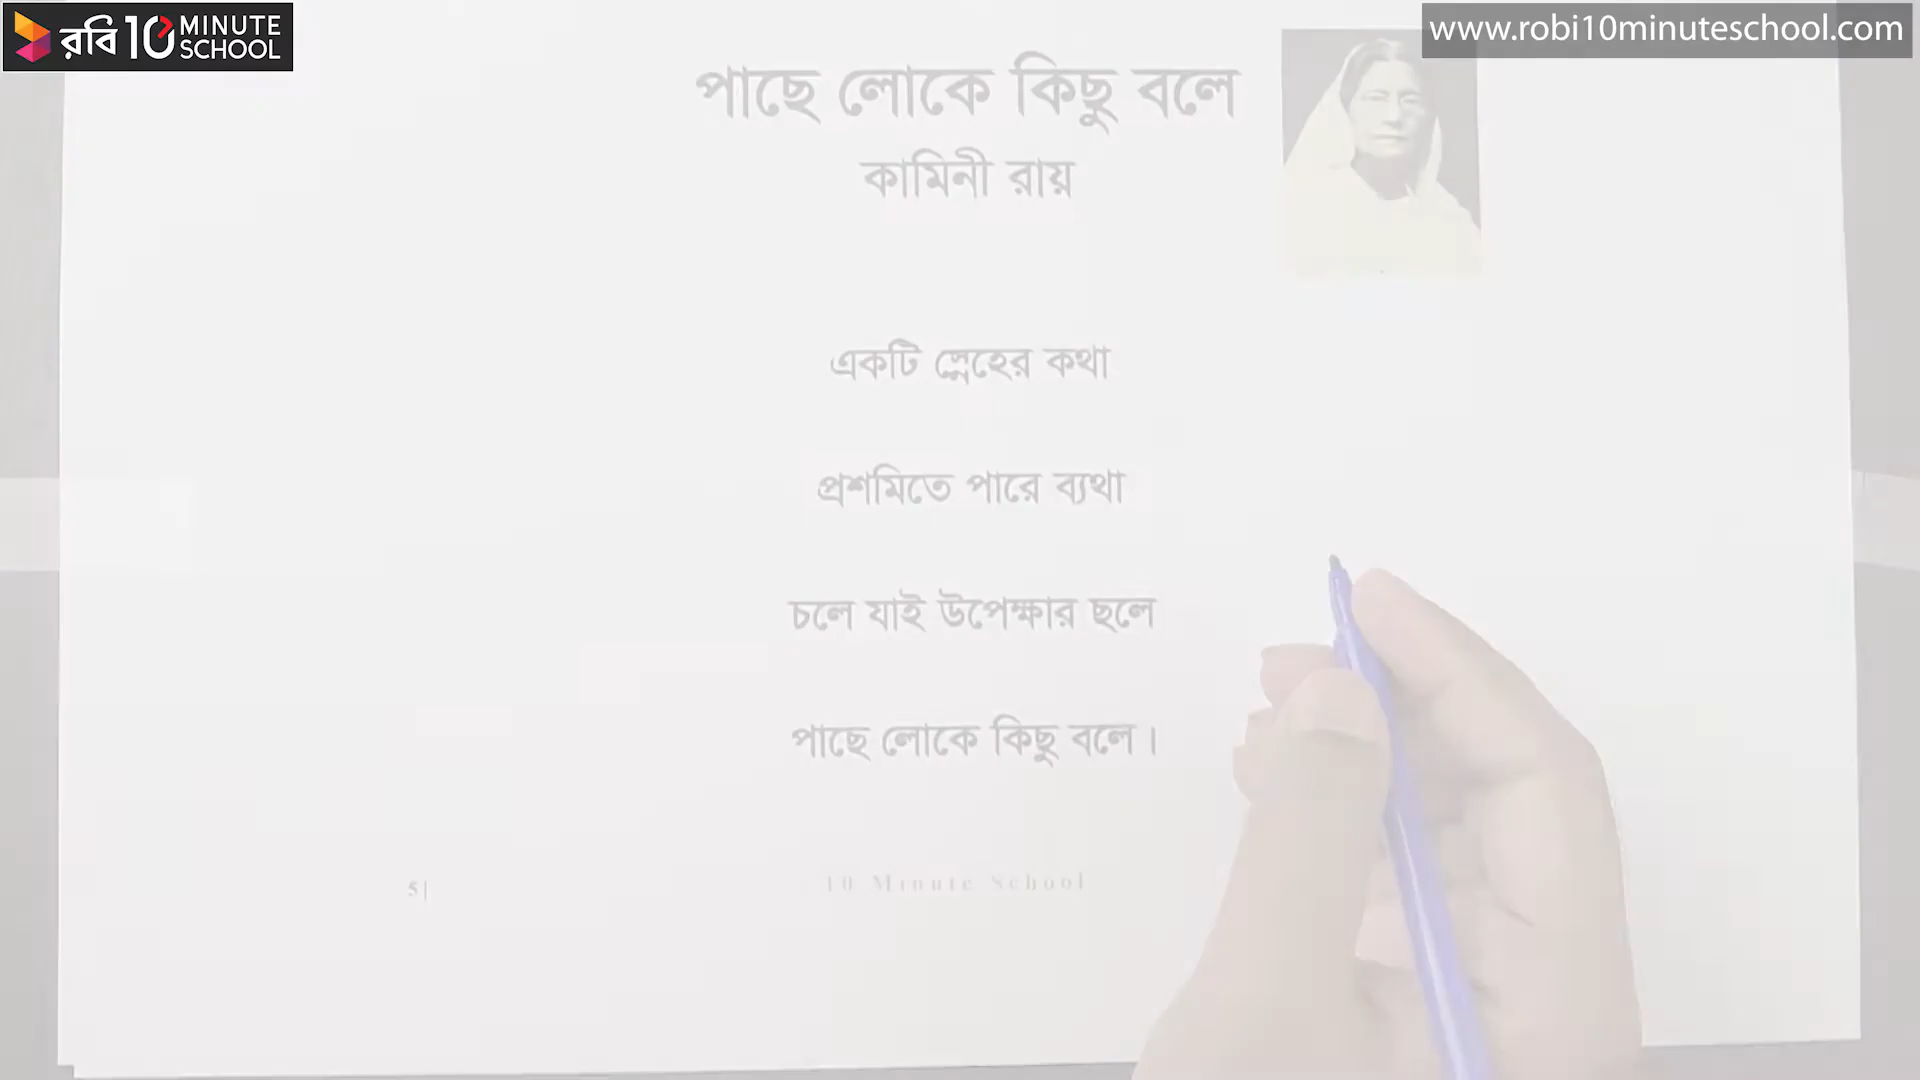 রবি 10 MINUTE SCHOOL
www.robi10minuteschool.com
পাছে লোকে কিছু বলে
কামিনী রায়
একটি স্নেহের কথা
প্রশমিতে পারে ব্যথা
চলে যাই উপেক্ষার ছলে
পাছে লোকে কিছু বলে।
5|
10 Minute School